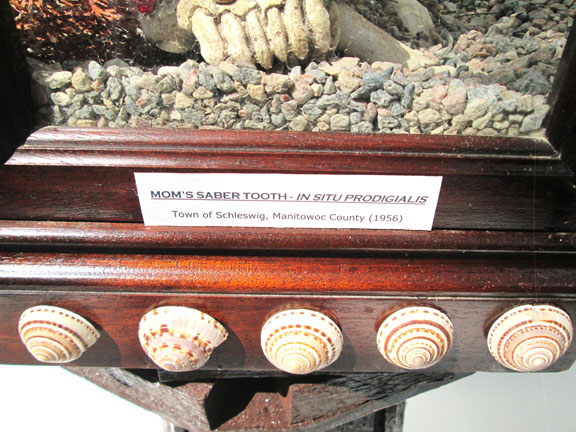 MOM'S SABER TOOTH - IN SITU PRODIGIALIS
Town of Schleswig, Manitowoc County (1956)